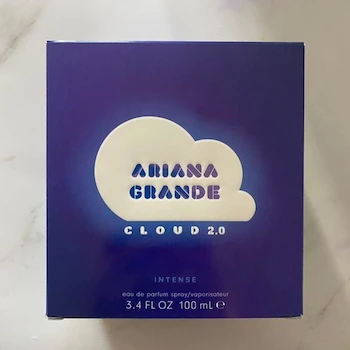 ARIANA
GRANDE
CLOUD 2.0
INTENSE
eau de parfum spray/vaporisateur
3.4 FL OZ 100 mL ℮